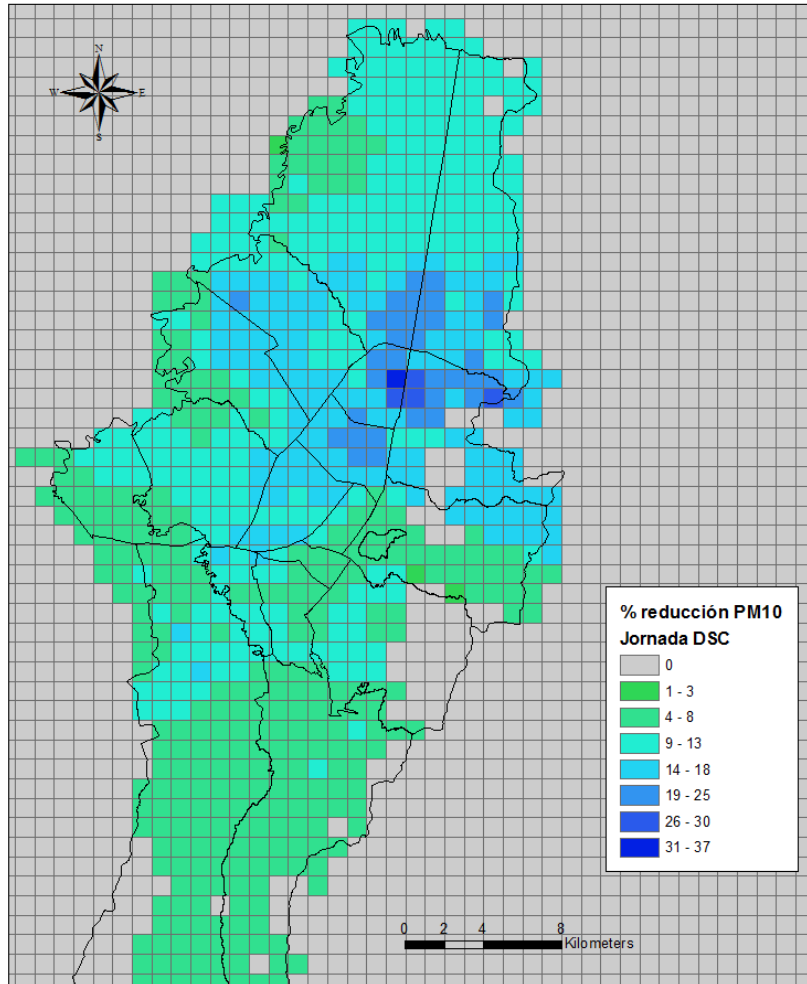 N
W E
S
% reducción PM10
Jornada DSC
0
1 - 3
4 - 8
9 - 13
14 - 18
19 - 25
26 - 30
31 - 37
0 2 4 8
Kilometers